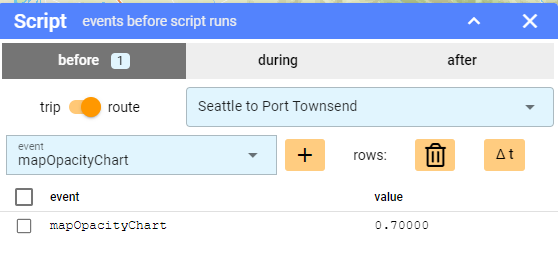 Script events before script runs
before 1 during after
trip route Seattle to Port Townsend
event
mapOpacityChart + rows: Δ t
event value
mapOpacityChart 0.70000